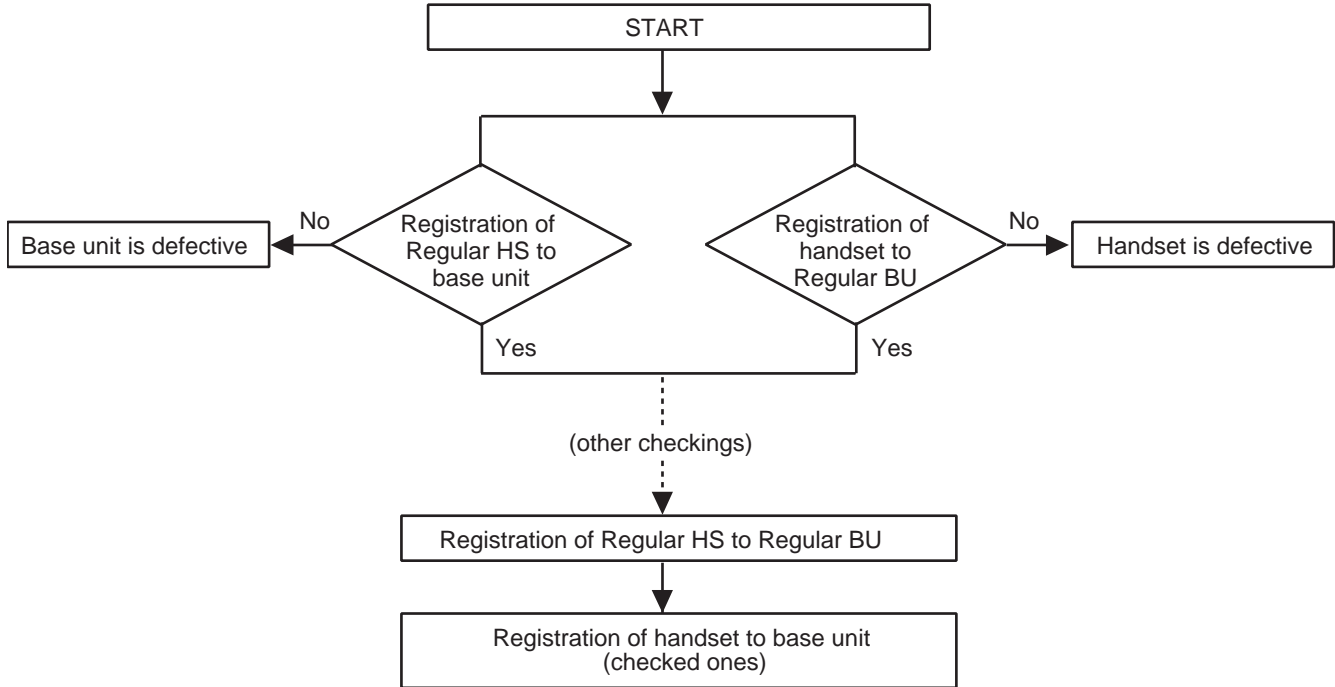 START
No
Registration of
Regular HS to
base unit
Base unit is defective
Yes
Registration of
handset to
Regular BU
No
Handset is defective
Yes
(other checkings)
Registration of Regular HS to Regular BU
Registration of handset to base unit
(checked ones)